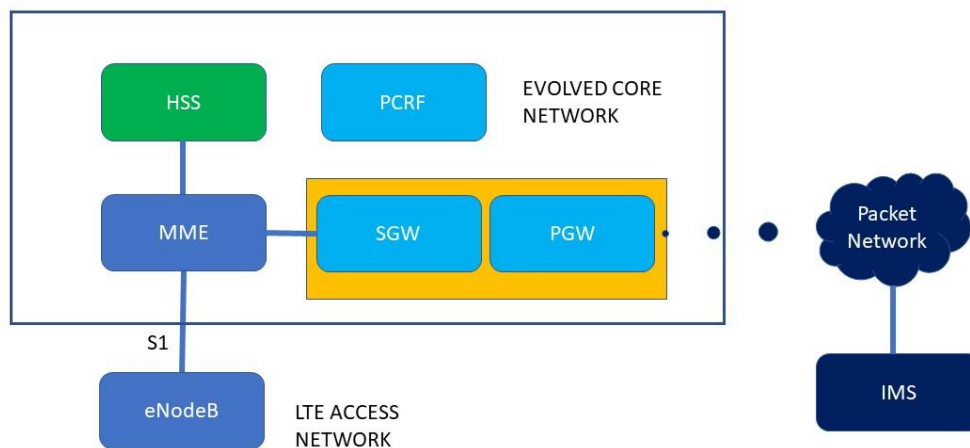 HSS
PCRF
EVOLVED CORE
NETWORK
MME
SGW
PGW
Packet
Network
S1
eNodeB
LTE ACCESS
NETWORK
IMS